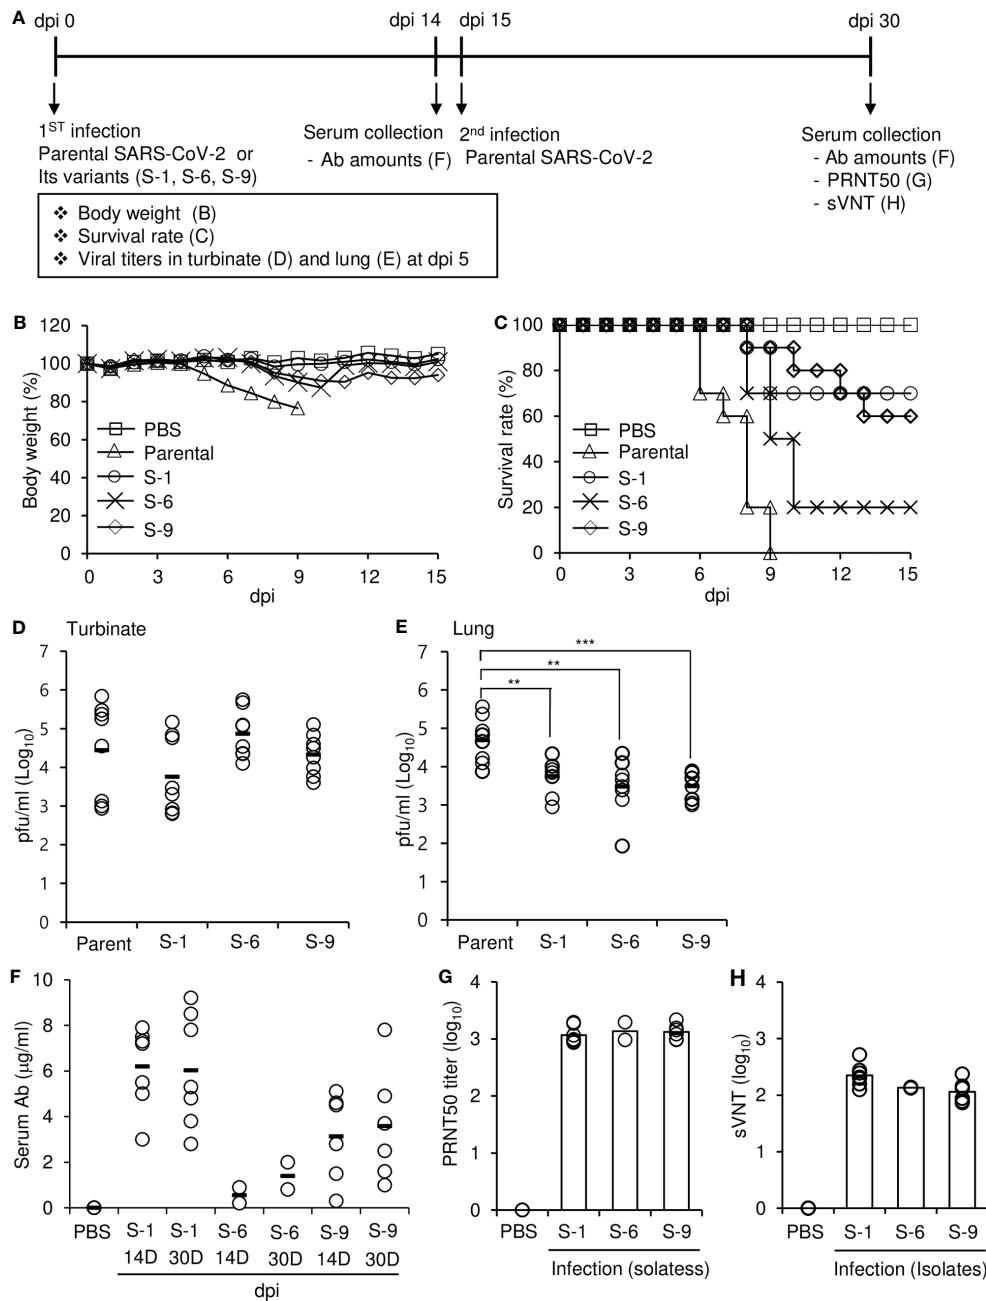 A
dpi 0
dpi 14
dpi 15
dpi 30
1ST infection
Parental SARS-CoV-2 or
Its variants (S-1, S-6, S-9)
Serum collection
- Ab amounts (F)
2nd infection
Parental SARS-CoV-2
Serum collection
- Ab amounts (F)
- PRNT50 (G)
- sVNT (H)
❖ Body weight (B)
❖ Survival rate (C)
❖ Viral titers in turbinate (D) and lung (E) at dpi 5
B
Body weight (%)
120
100
80
60
40
20
0
PBS
Parental
S-1
S-6
S-9
0 3 6 9 12 15
dpi
C
Survival rate (%)
100
80
60
40
20
0
PBS
Parental
S-1
S-6
S-9
0 3 6 9 12 15
dpi
D Turbinate
pfu/ml (Log10)
7
6
5
4
3
2
1
0
Parent S-1 S-6 S-9
E Lung
pfu/ml (Log10)
7
6
5
4
3
2
1
0
***
**
**
Parent S-1 S-6 S-9
F
Serum Ab (µg/ml)
10
8
6
4
2
0
PBS S-1 S-1 S-6 S-6 S-9 S-9
14D 30D 14D 30D 14D 30D
dpi
G
PRNT50 titer (log10)
4
3
2
1
0
PBS S-1 S-6 S-9
Infection (solatess)
H
sVNT (log10)
4
3
2
1
0
PBS S-1 S-6 S-9
Infection (Isolates)